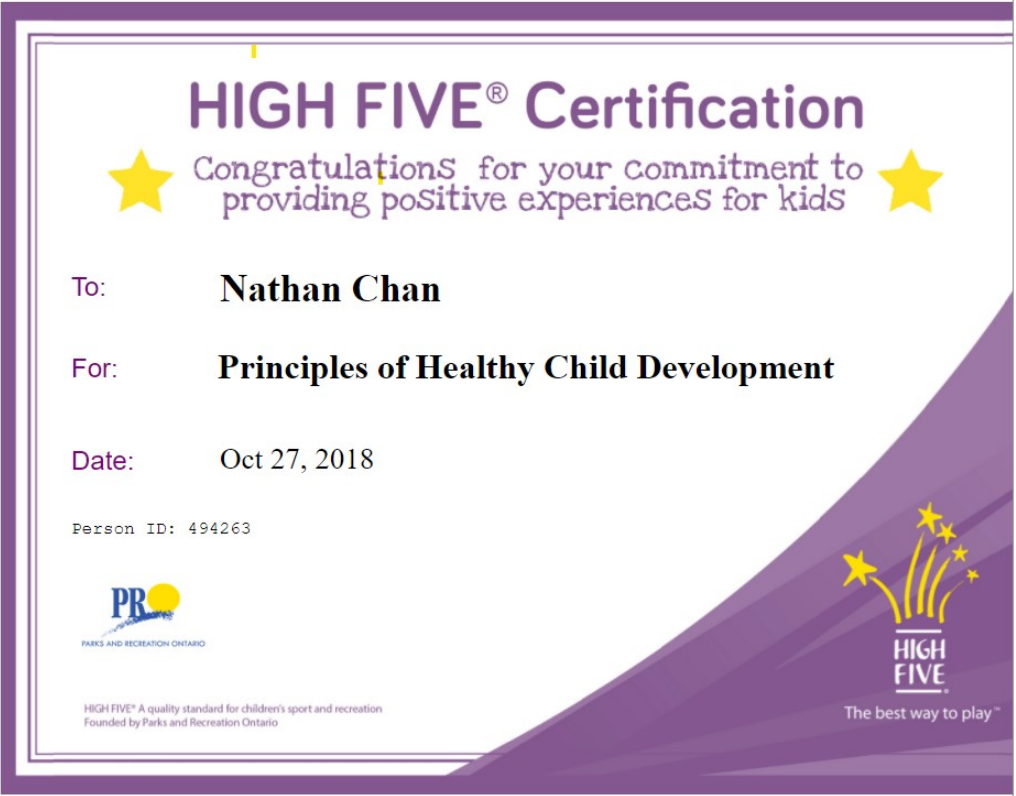 HIGH FIVE® Certification
Congratulations for your commitment to
providing positive experiences for kids
To: Nathan Chan
For: Principles of Healthy Child Development
Date: Oct 27, 2018
Person ID: 494263
PRO
PARKS AND RECREATION ONTARIO
HIGH FIVE® A quality standard for children's sport and recreation
Founded by Parks and Recreation Ontario
HIGH
FIVE®
The best way to play™